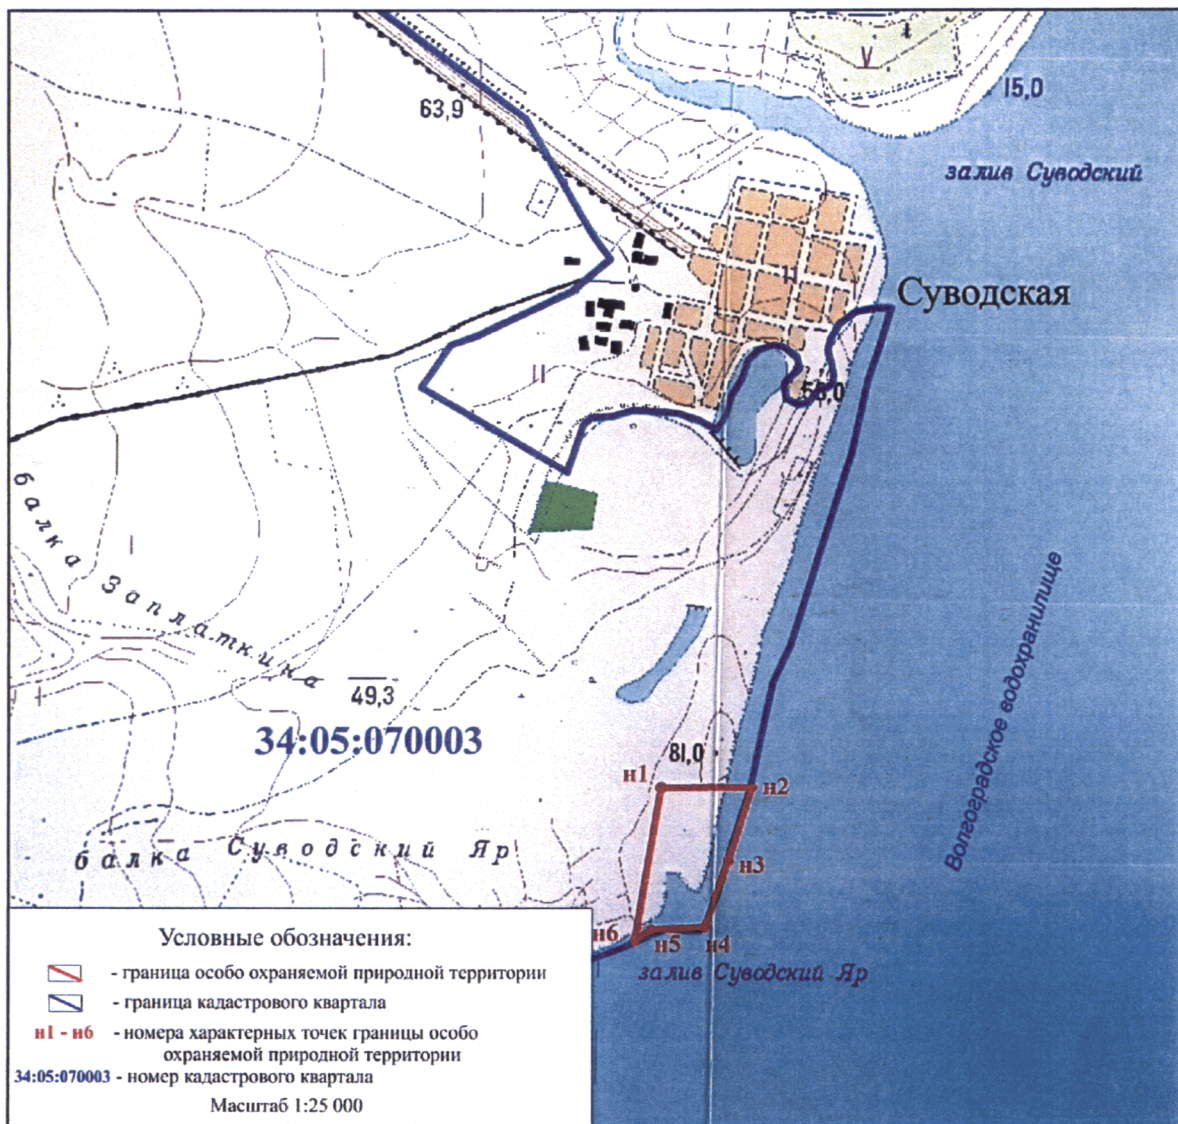 15,0
63,9
V
залив Суводский
II
Суводская
II
56,0
балка Заплаткина
49,3
34:05:070003
Волгоградское водохранилище
81,0
н1
н2
балка Суводский Яр
н3
н6
н5
н4
залив Суводский Яр
Условные обозначения:
- граница особо охраняемой природной территории
- граница кадастрового квартала
н1 - н6 - номера характерных точек границы особо
охраняемой природной территории
34:05:070003 - номер кадастрового квартала
Масштаб 1:25 000